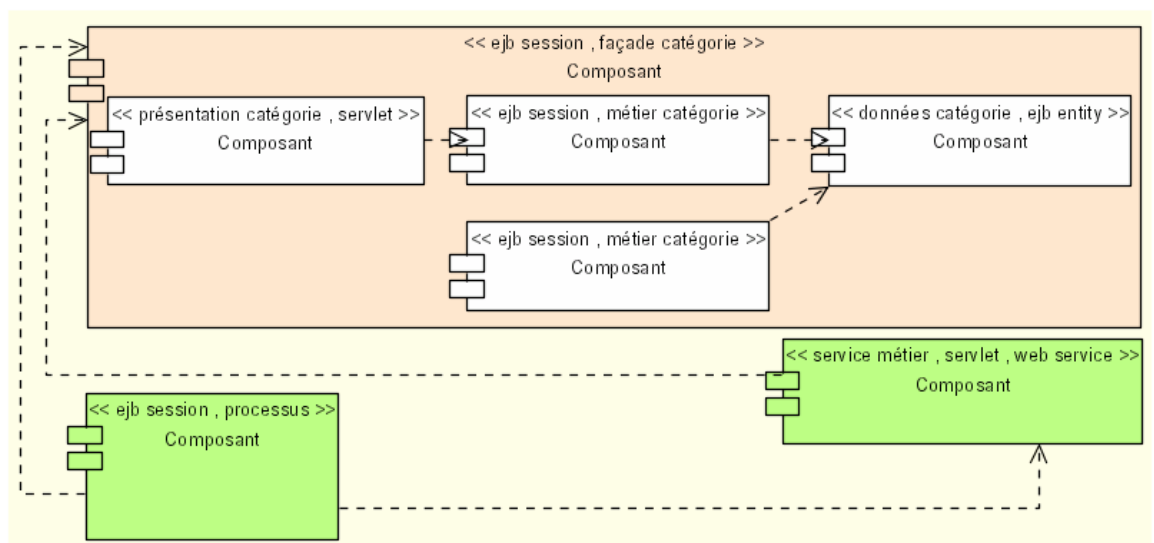 << ejb session , façade catégorie >>
Composant
<< présentation catégorie , servlet >>
Composant
<< ejb session , métier catégorie >>
Composant
<< données catégorie , ejb entity >>
Composant
<< ejb session , métier catégorie >>
Composant
<< service métier , servlet , web service >>
Composant
<< ejb session , processus >>
Composant